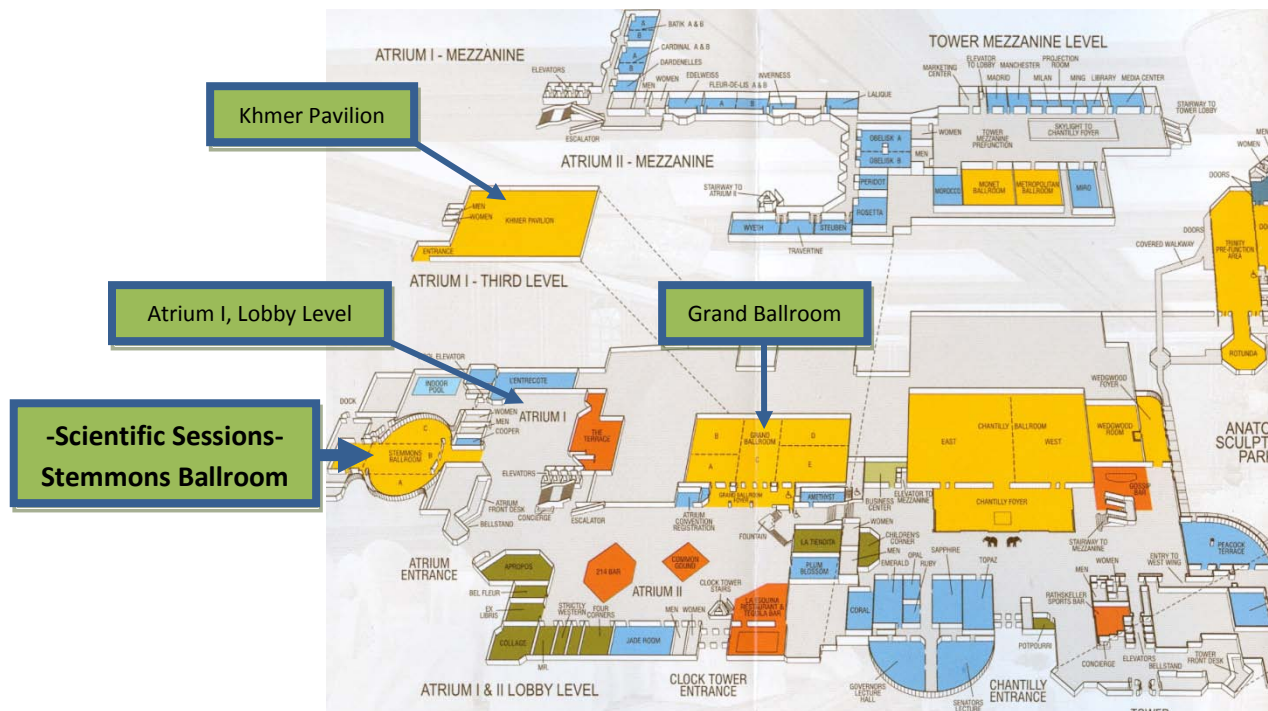 BATIK A & B
ATRIUM I - MEZZANINE
CARDINAL A & B
DARDENELLES
ELEVATORS
MEN
WOMEN
EDELWEISS
FLEUR-DE-LIS A & B
INVERNESS
LALIQUE
ESCALATOR
A
B
A
B
A
B
TOWER MEZZANINE LEVEL
MARKETING
CENTER
ELEVATOR
TO LOBBY
MADRID
MANCHESTER
MILAN
PROJECTION
ROOM
MING
LIBRARY
MEDIA CENTER
STAIRWAY TO
TOWER LOBBY
SKYLIGHT TO
CHANTILLY FOYER
TOWER
MEZZANINE
PREFUNCTION
WOMEN
MEN
OBELISK A
OBELISK B
PERIDOT
ROSETTA
MOROCCO
MONET
BALLROOM
METROPOLITAN
BALLROOM
MIRO
Khmer Pavilion
ATRIUM II - MEZZANINE
STAIRWAY TO
ATRIUM II
WYETH
TRAVERTINE
STEUBEN
MEN
WOMEN
KHMER PAVILION
ENTRANCE
ATRIUM I - THIRD LEVEL
WOMEN
DOORS
DOORS
COVERED WALKWAY
TRINITY
PRE-FUNCTION
AREA
ROTUNDA
Atrium I, Lobby Level
Grand Ballroom
-Scientific Sessions-
Stemmons Ballroom
ELEVATOR
INDOOR
POOL
L'ENTRECOTE
DOCK
WOMEN
MEN
COOPER
ATRIUM I
THE
TERRACE
STEMMONS
BALLROOM
C
B
A
ELEVATORS
ATRIUM
FRONT DESK
BELLSTAND
CONCIERGE
ESCALATOR
B
GRAND
BALLROOM
D
A
C
E
GRAND BALLROOM
FOYER
AMETHYST
ATRIUM
CONVENTION
REGISTRATION
FOUNTAIN
BUSINESS
CENTER
ELEVATOR TO
MEZZANINE
EAST
CHANTILLY BALLROOM
WEST
CHANTILLY FOYER
WEDGWOOD
FOYER
WEDGWOOD
ROOM
GOSSIP
BAR
STAIRWAY TO
MEZZANINE
PEACOCK
TERRACE
ENTRY TO
WEST WING
ATRIUM
ENTRANCE
APROPOS
BEL FLEUR
EX
LIBRIS
COLLAGE
MR.
STRICTLY
WESTERN
FOUR
CORNERS
JADE ROOM
214 BAR
COMMON
GOUND
ATRIUM II
CLOCK TOWER
STAIRS
MEN
WOMEN
LA TIENDITA
PLUM
BLOSSOM
WOMEN
CHILDREN'S
CORNER
MEN
EMERALD
OPAL
RUBY
SAPPHIRE
TOPAZ
CORAL
RESTAURANT &
TEQUILA BAR
GOVERNORS
LECTURE
HALL
SENATORS
LECTURE
POTPOURRI
WOMEN
MEN
RATHSKELLER
SPORTS BAR
CONCIERGE
ELEVATORS
BELLSTAND
TOWER
FRONT DESK
ATRIUM I & II LOBBY LEVEL
CLOCK TOWER
ENTRANCE
CHANTILLY
ENTRANCE